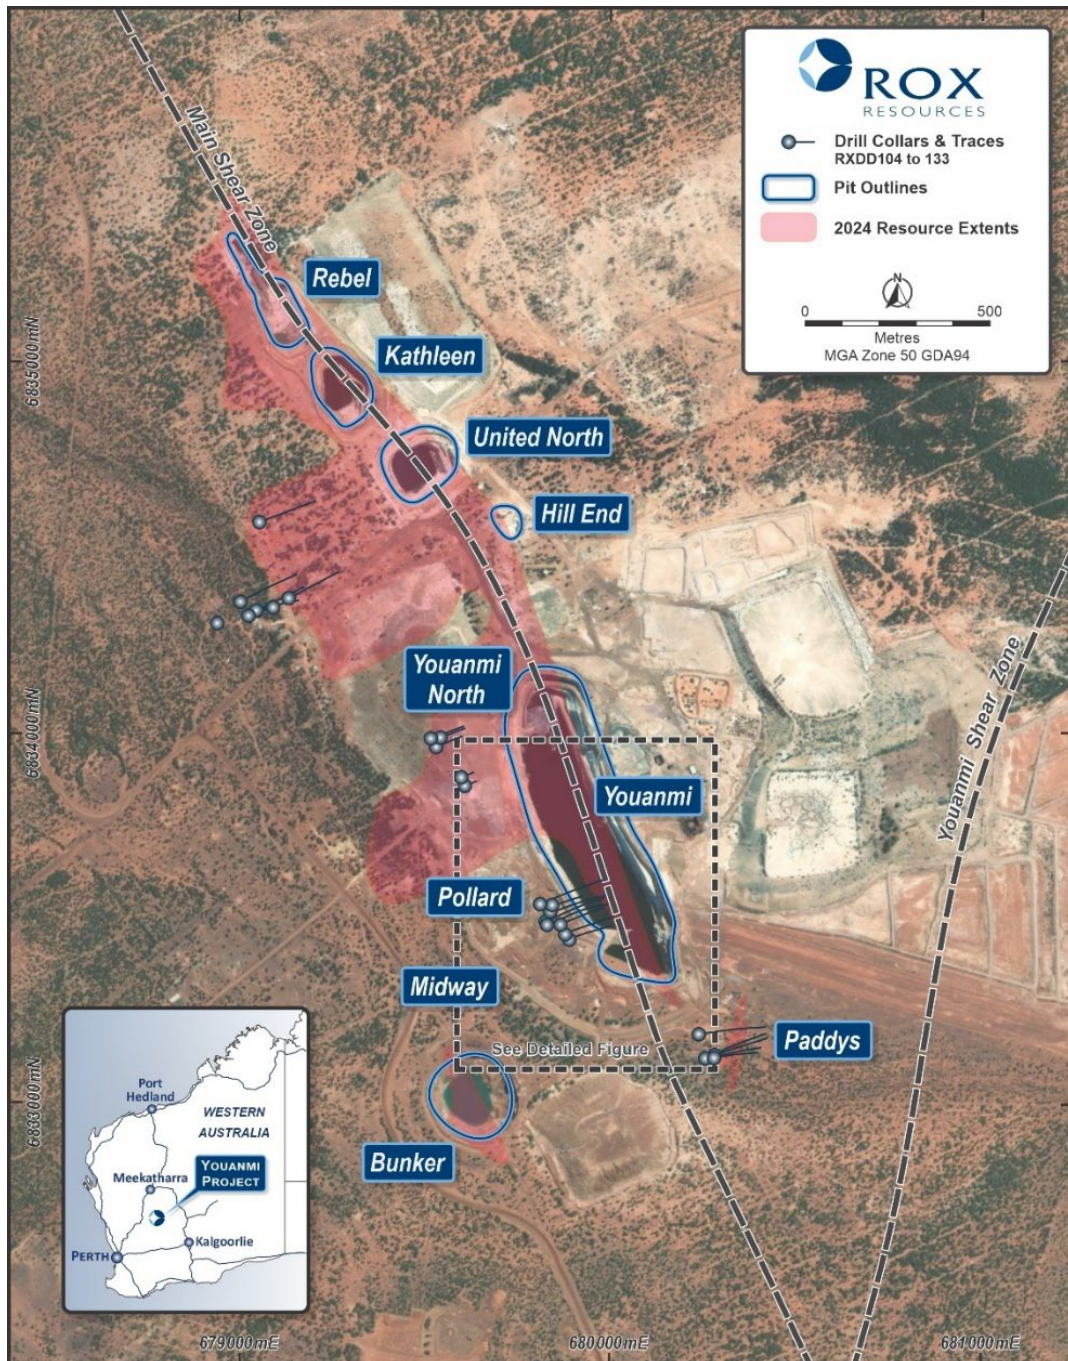 ROX
RESOURCES
Drill Collars & Traces
RXDD104 to 133
Pit Outlines
2024 Resource Extents
N
0 500
Metres
MGA Zone 50 GDA94
Main Shear Zone
Rebel
Kathleen
United North
Hill End
Youanmi
North
Youanmi
Youanmi Shear Zone
Pollard
Midway
See Detailed Figure
Paddys
Bunker
6835000mN
6834000mN
6833000mN
Port
Hedland
WESTERN
AUSTRALIA
YOUANMI
PROJECT
Meekatharra
Kalgoorlie
PERTH
679000mE
680000mE
681000mE